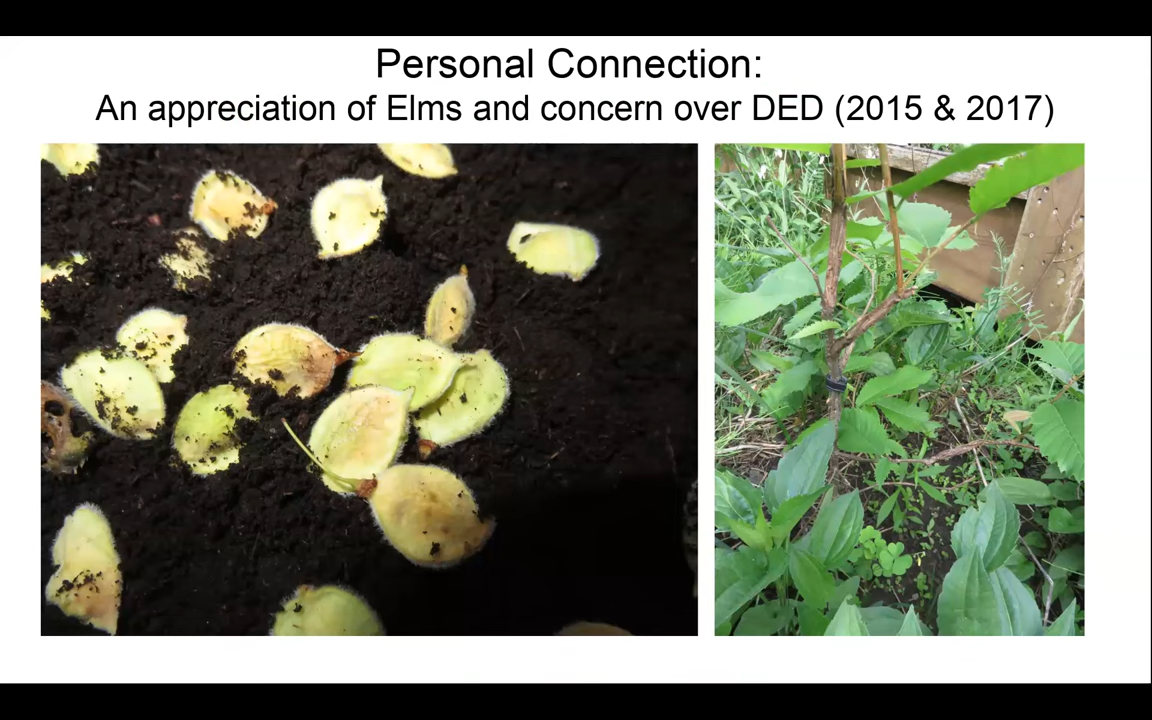 Personal Connection:
An appreciation of Elms and concern over DED (2015 & 2017)